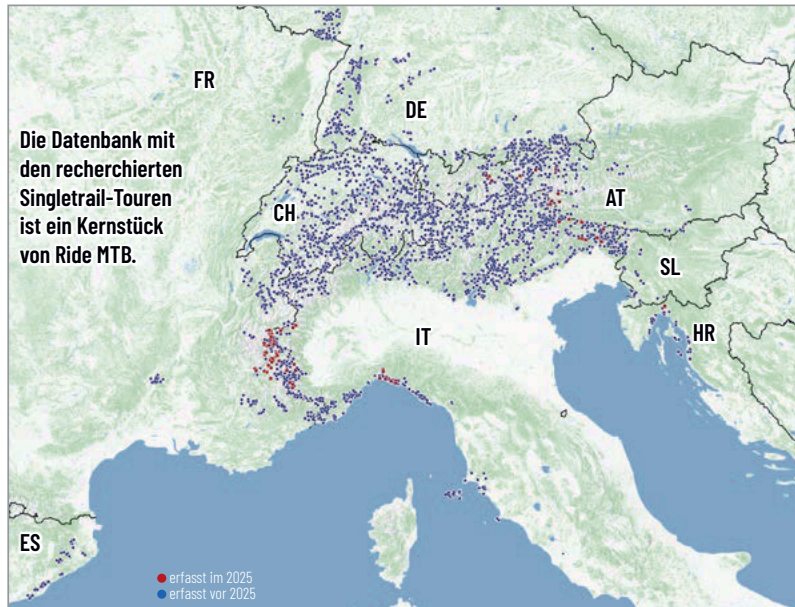 FR
DE
Die Datenbank mit
den recherchierten
Singletrail-Touren
ist ein Kernstück
von Ride MTB.
CH
AT
SL
HR
IT
ES
erfasst im 2025
erfasst vor 2025